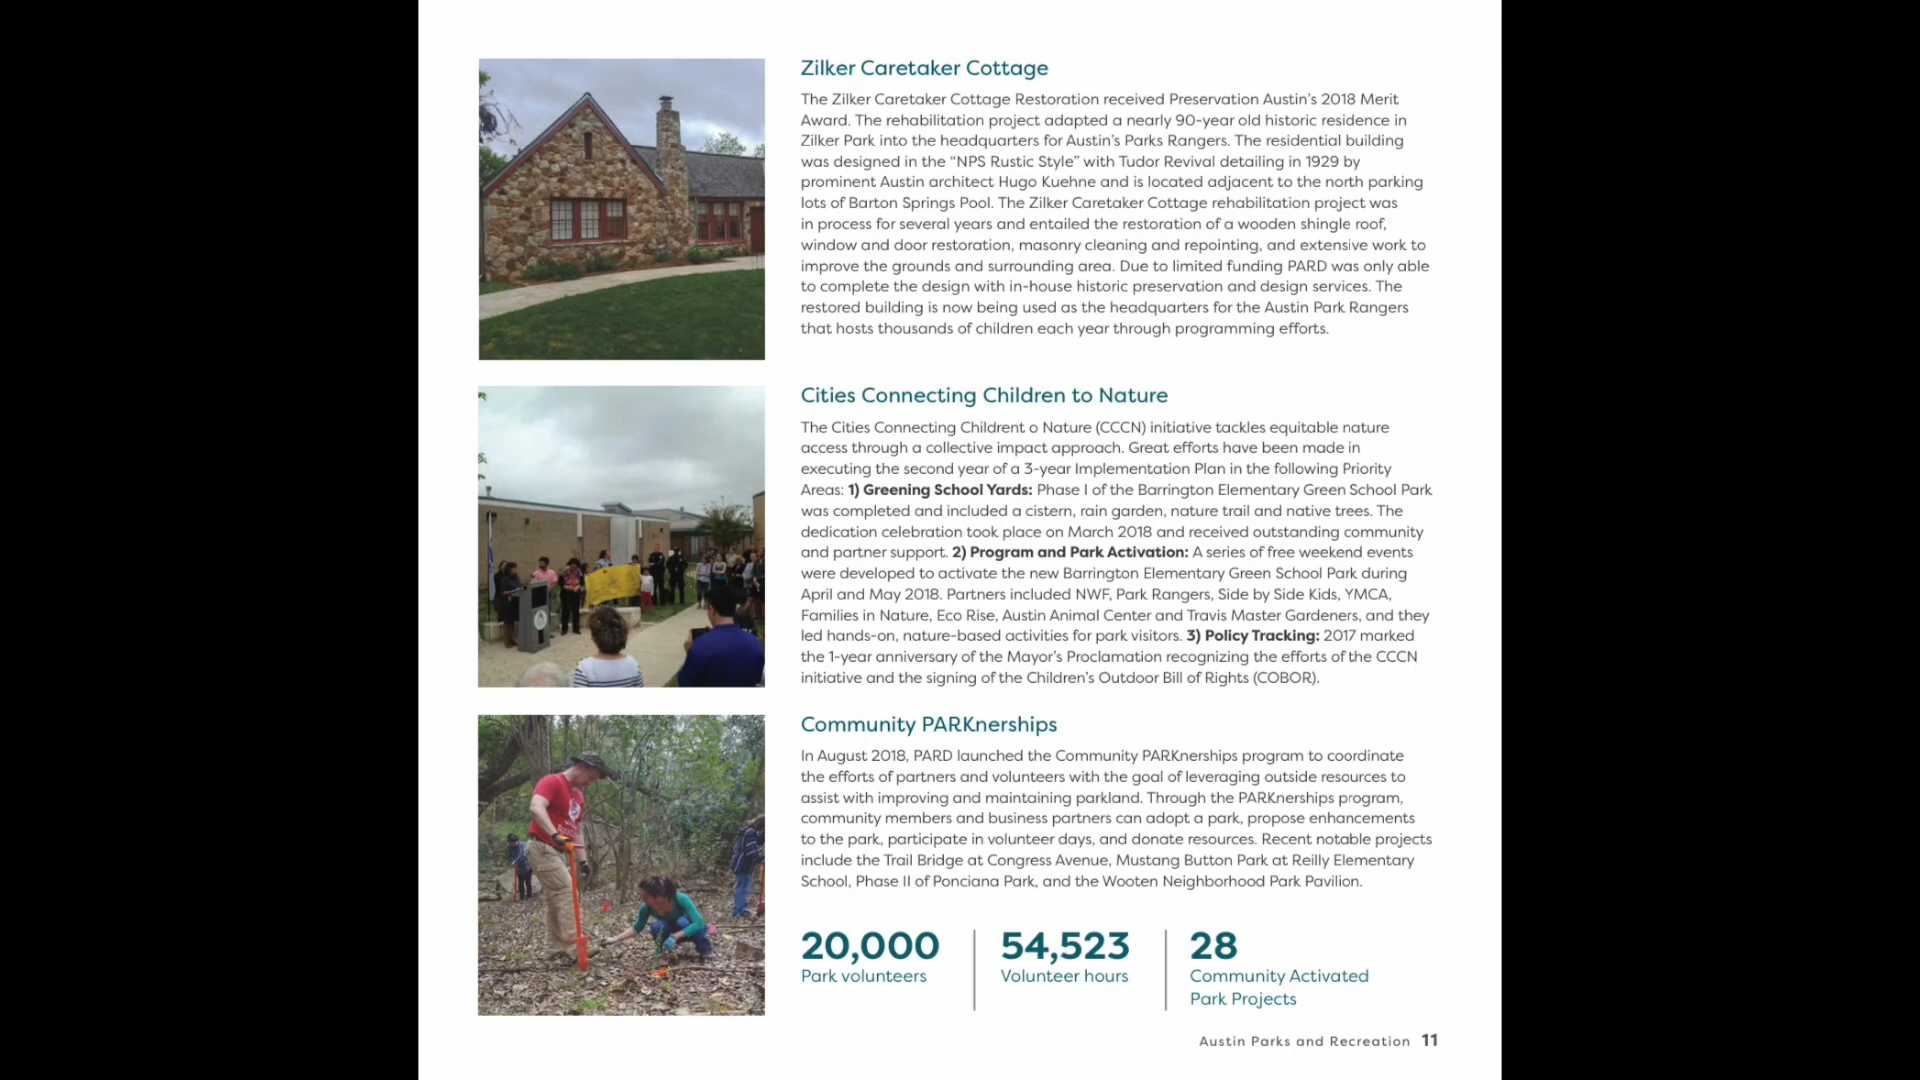 Zilker Caretaker Cottage
The Zilker Caretaker Cottage Restoration received Preservation Austin's 2018 Merit
Award. The rehabilitation project adapted a nearly 90-year old historic residence in
Zilker Park into the headquarters for Austin's Parks Rangers. The residential building
was designed in the "NPS Rustic Style" with Tudor Revival detailing in 1929 by
prominent Austin architect Hugo Kuehne and is located adjacent to the north parking
lots of Barton Springs Pool. The Zilker Caretaker Cottage rehabilitation project was
in process for several years and entailed the restoration of a wooden shingle roof,
window and door restoration, masonry cleaning and repointing, and extensive work to
improve the grounds and surrounding area. Due to limited funding PARD was only able
to complete the design with in-house historic preservation and design services. The
restored building is now being used as the headquarters for the Austin Park Rangers
that hosts thousands of children each year through programming efforts.
Cities Connecting Children to Nature
The Cities Connecting Childrent o Nature (CCCN) initiative tackles equitable nature
access through a collective impact approach. Great efforts have been made in
executing the second year of a 3-year Implementation Plan in the following Priority
Areas: 1) Greening School Yards: Phase I of the Barrington Elementary Green School Park
was completed and included a cistern, rain garden, nature trail and native trees. The
dedication celebration took place on March 2018 and received outstanding community
and partner support. 2) Program and Park Activation: A series of free weekend events
were developed to activate the new Barrington Elementary Green School Park during
April and May 2018. Partners included NWF, Park Rangers, Side by Side Kids, YMCA,
Families in Nature, Eco Rise, Austin Animal Center and Travis Master Gardeners, and they
led hands-on, nature-based activities for park visitors. 3) Policy Tracking: 2017 marked
the 1-year anniversary of the Mayor's Proclamation recognizing the efforts of the CCCN
initiative and the signing of the Children's Outdoor Bill of Rights (COBOR).
Community PARKnerships
In August 2018, PARD launched the Community PARKnerships program to coordinate
the efforts of partners and volunteers with the goal of leveraging outside resources to
assist with improving and maintaining parkland. Through the PARKnerships program,
community members and business partners can adopt a park, propose enhancements
to the park, participate in volunteer days, and donate resources. Recent notable projects
include the Trail Bridge at Congress Avenue, Mustang Button Park at Reilly Elementary
School, Phase II of Ponciana Park, and the Wooten Neighborhood Park Pavilion.
20,000
Park volunteers
54,523
Volunteer hours
28
Community Activated
Park Projects
Austin Parks and Recreation 11